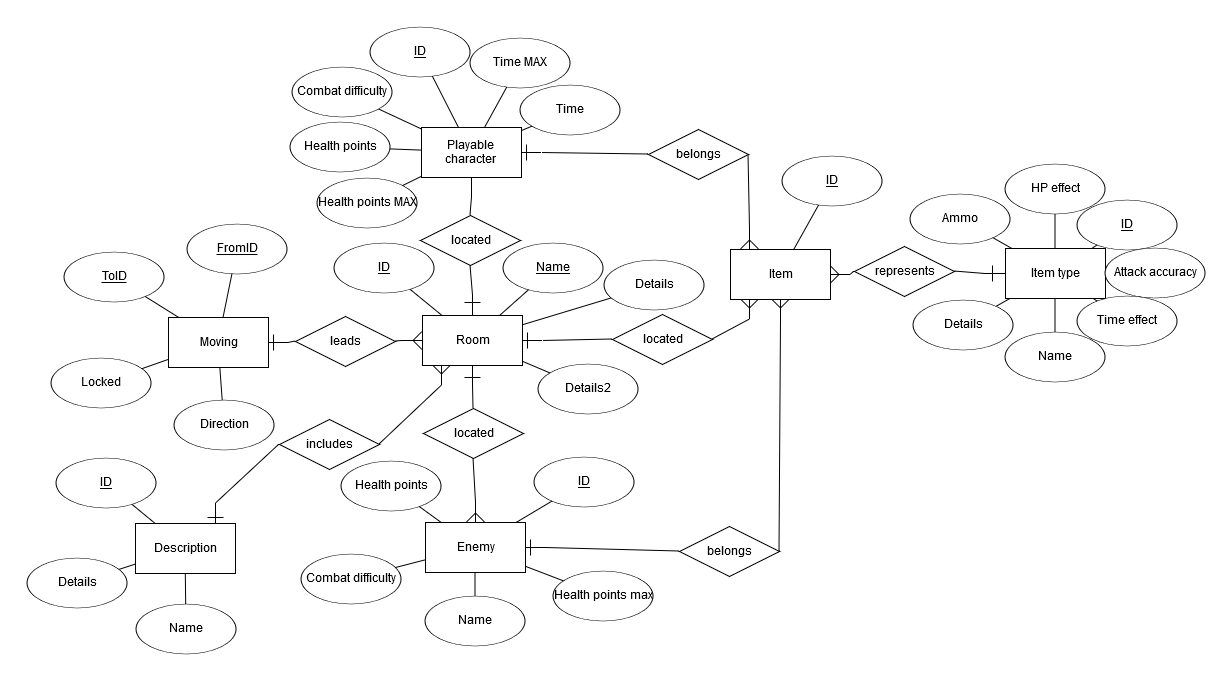 ID
Time MAX
Combat difficulty
Time
Health points
Playable
character
belongs
Health points MAX
ID
HP effect
Ammo
ID
located
FromID
ToID
ID
Name
Details
Item
represents
Item type
Attack accuracy
Moving
leads
Room
located
Details
Time effect
Name
Locked
Details2
Direction
includes
located
ID
Health points
ID
Description
Enemy
belongs
Details
Combat difficulty
Health points max
Name
Name